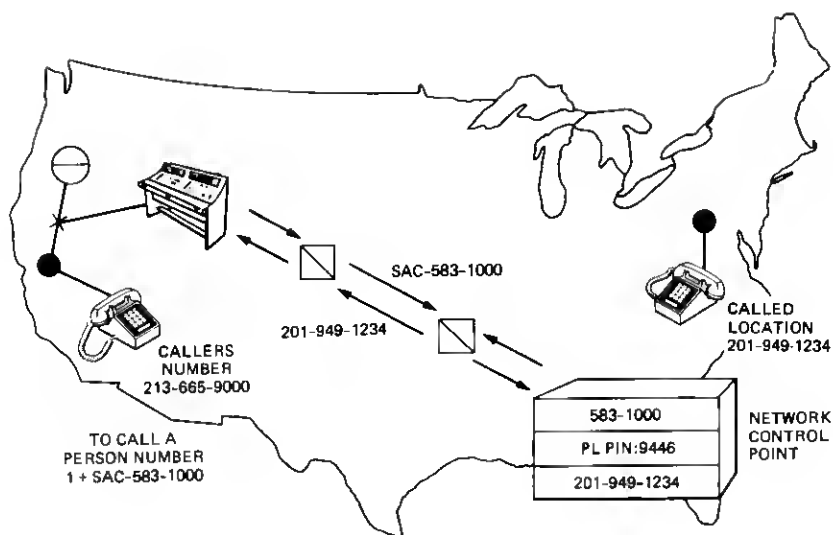 SAC-583-1000
201-949-1234
CALLERS
NUMBER
213-665-9000
TO CALL A
PERSON NUMBER
1 + SAC-583-1000
CALLED
LOCATION
201-949-1234
583-1000
PL PIN:9446
201-949-1234
NETWORK
CONTROL
POINT